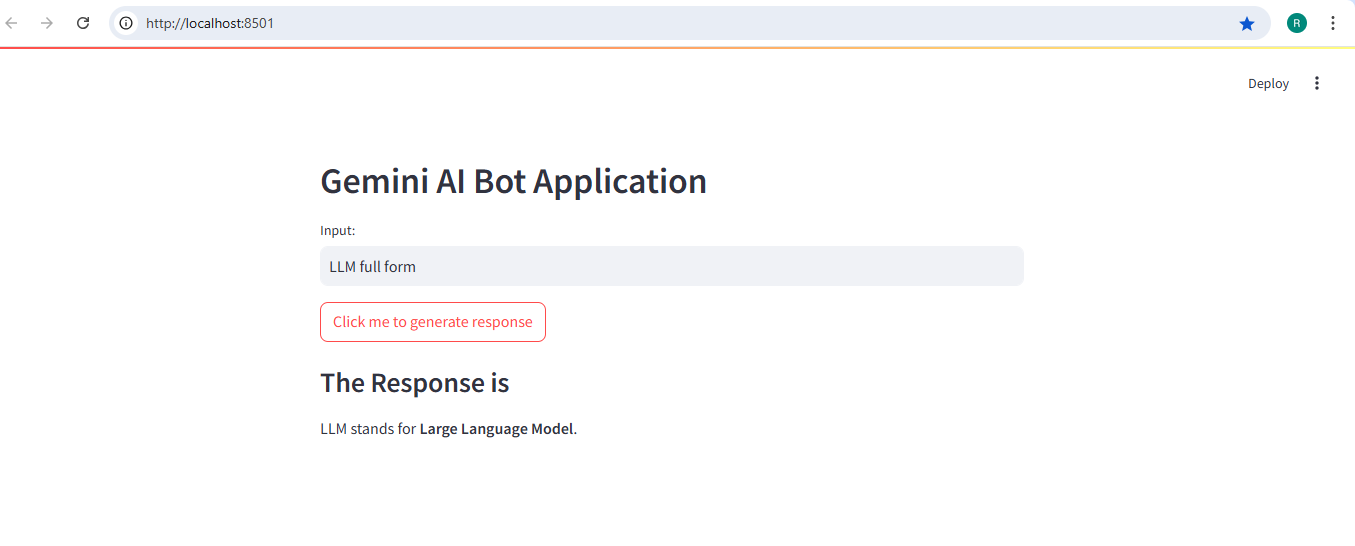 http://localhost:8501
R
Deploy
Gemini AI Bot Application
Input:
LLM full form
Click me to generate response
The Response is
LLM stands for Large Language Model.